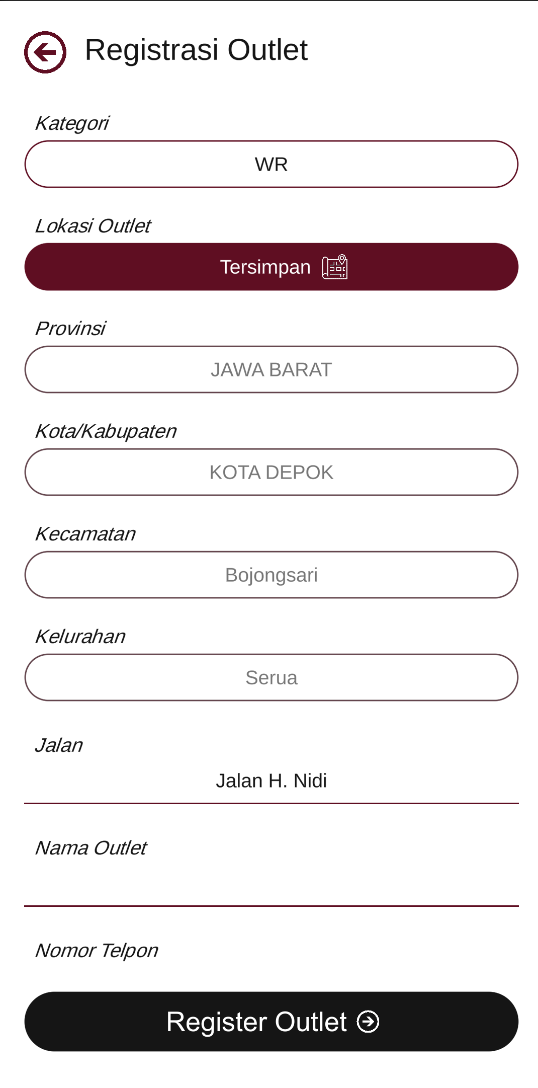 Registrasi Outlet
Kategori
WR
Lokasi Outlet
Tersimpan
Provinsi
JAWA BARAT
Kota/Kabupaten
KOTA DEPOK
Kecamatan
Bojongsari
Kelurahan
Serua
Jalan
Jalan H. Nidi
Nama Outlet
Nomor Telpon
Register Outlet